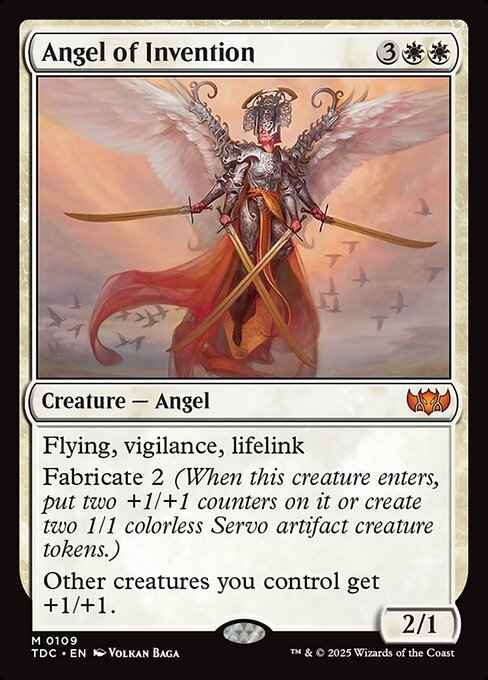 Angel of Invention 3
Creature — Angel
Flying, vigilance, lifelink
Fabricate 2 (When this creature enters,
put two +1/+1 counters on it or create
two 1/1 colorless Servo artifact creature
tokens.)
Other creatures you control get
+1/+1.
2/1
M 0109
TDC • EN Volkan Baga
™ & © 2025 Wizards of the Coast